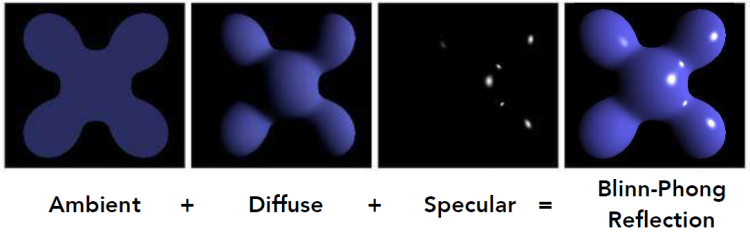 Ambient + Diffuse + Specular = Blinn-Phong
Reflection